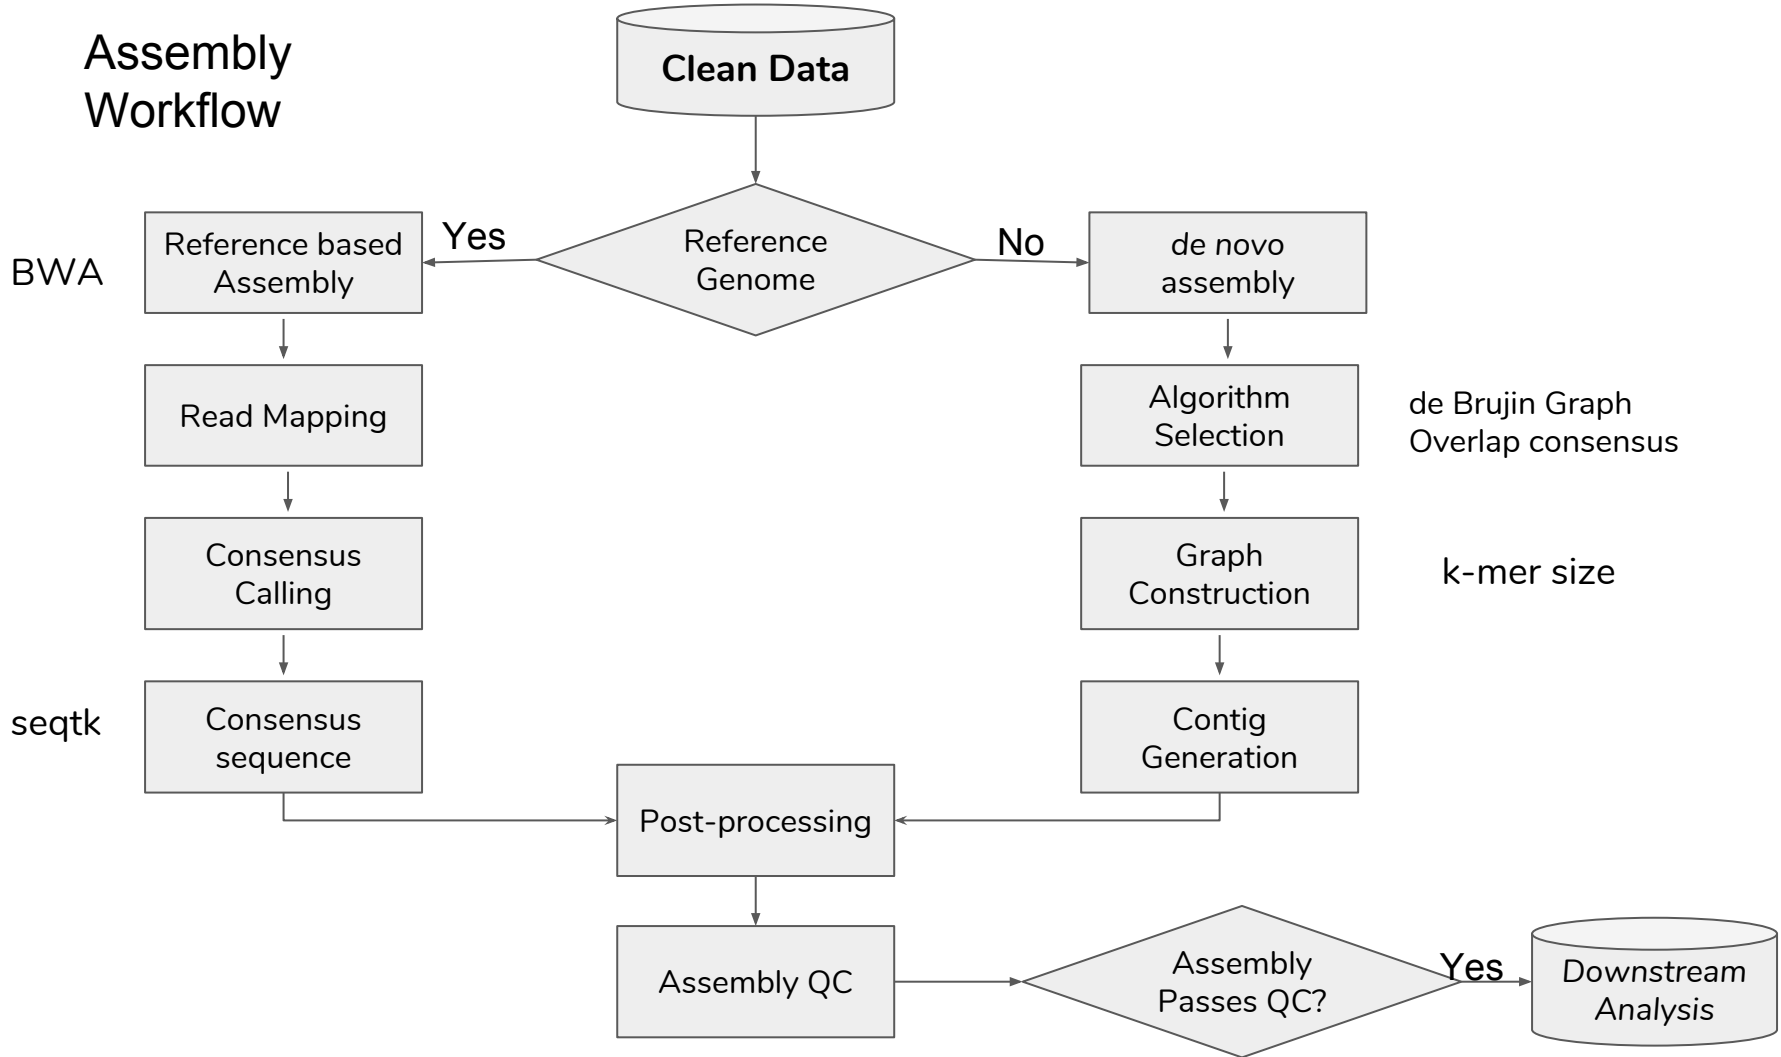 Assembly
Workflow
Clean Data
Reference
Genome
Yes
No
BWA
Reference based
Assembly
Read Mapping
Consensus
Calling
seqtk
Consensus
sequence
de novo
assembly
Algorithm
Selection
de Brujin Graph
Overlap consensus
Graph
Construction
k-mer size
Contig
Generation
Post-processing
Assembly QC
Assembly
Passes QC?
Yes
Downstream
Analysis